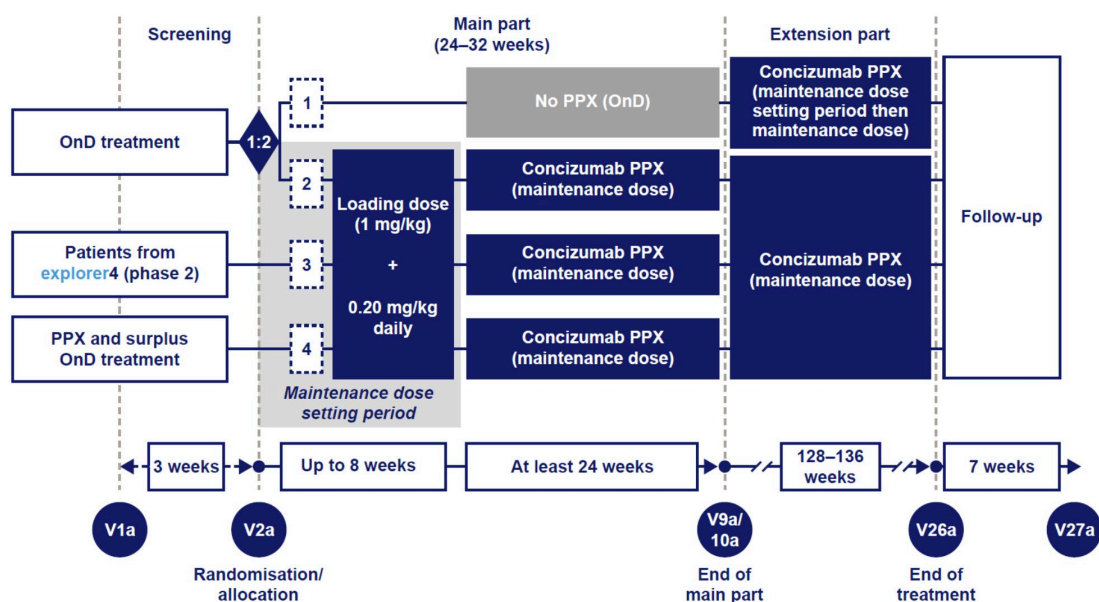 Screening
Main part
(24–32 weeks)
Extension part
OnD treatment
1:2
1
No PPX (OnD)
Concizumab PPX
(maintenance dose
setting period then
maintenance dose)
2
Loading dose
(1 mg/kg)
+
0.20 mg/kg
daily
Concizumab PPX
(maintenance dose)
Patients from
explorer4 (phase 2)
3
Concizumab PPX
(maintenance dose)
PPX and surplus
OnD treatment
4
Concizumab PPX
(maintenance dose)
Concizumab PPX
(maintenance dose)
Follow-up
Maintenance dose
setting period
3 weeks
Up to 8 weeks
At least 24 weeks
128–136
weeks
7 weeks
V1a
V2a
V9a/
10a
V26a
V27a
Randomisation/
allocation
End of
main part
End of
treatment